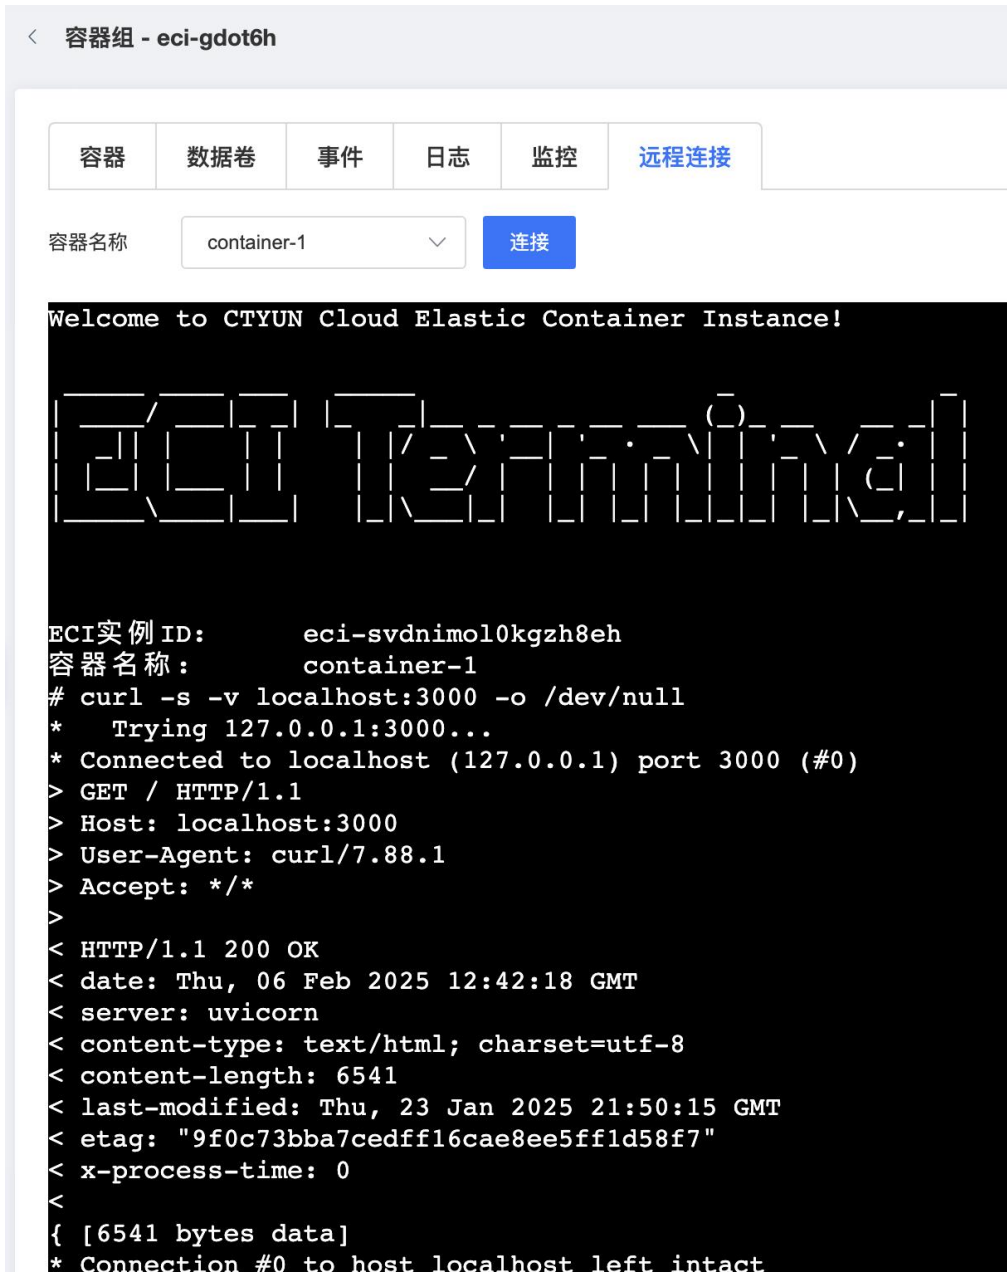 容器组 - eci-gdot6h
容器 数据卷 事件 日志 监控 远程连接
容器名称 container-1 连接
Welcome to CTYUN Cloud Elastic Container Instance!
ECI Terminal
ECI实例ID: eci-svdnimol0kgzh8eh
容器名称: container-1
# curl -s -v localhost:3000 -o /dev/null
*   Trying 127.0.0.1:3000...
* Connected to localhost (127.0.0.1) port 3000 (#0)
> GET / HTTP/1.1
> Host: localhost:3000
> User-Agent: curl/7.88.1
> Accept: */*
>
< HTTP/1.1 200 OK
< date: Thu, 06 Feb 2025 12:42:18 GMT
< server: uvicorn
< content-type: text/html; charset=utf-8
< content-length: 6541
< last-modified: Thu, 23 Jan 2025 21:50:15 GMT
< etag: "9f0c73bba7cedff16cae8ee5ff1d58f7"
< x-process-time: 0
<
{ [6541 bytes data]
* Connection #0 to host localhost left intact